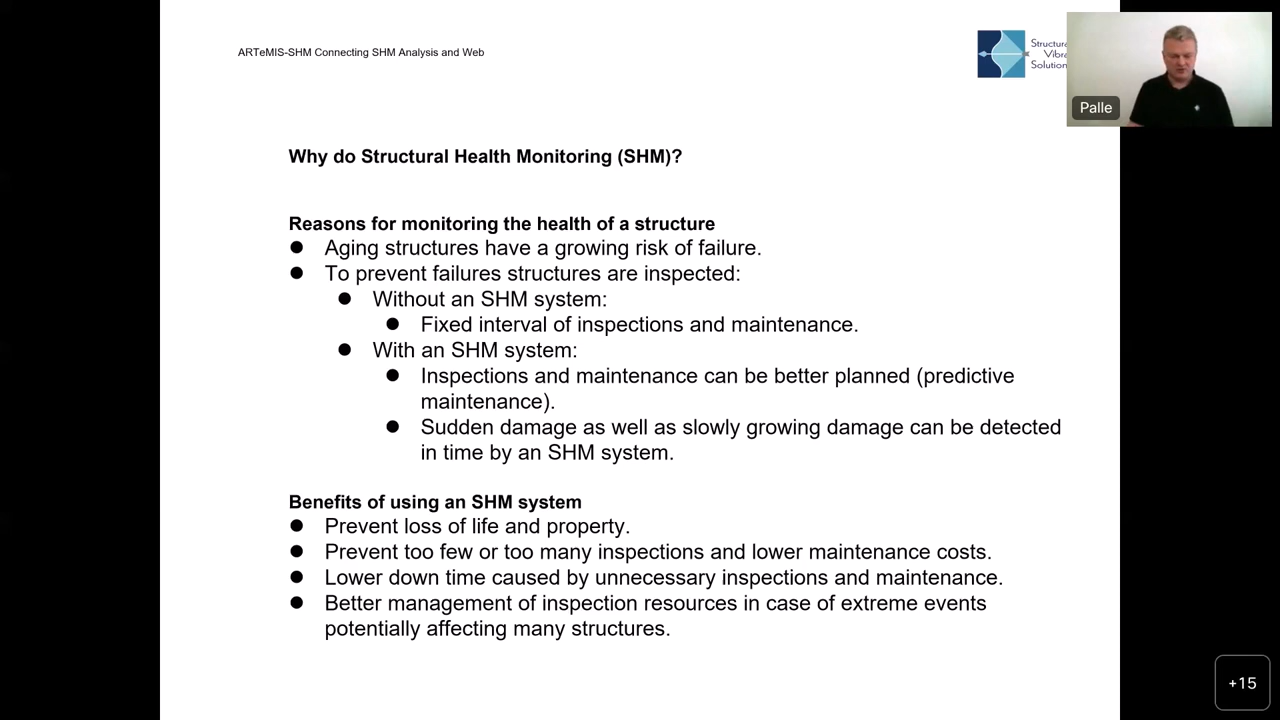 ARTeMIS-SHM Connecting SHM Analysis and Web
Solution
Palle
Why do Structural Health Monitoring (SHM)?
Reasons for monitoring the health of a structure
● Aging structures have a growing risk of failure.
● To prevent failures structures are inspected:
● Without an SHM system:
● Fixed interval of inspections and maintenance.
● With an SHM system:
● Inspections and maintenance can be better planned (predictive
maintenance).
● Sudden damage as well as slowly growing damage can be detected
in time by an SHM system.
Benefits of using an SHM system
● Prevent loss of life and property.
● Prevent too few or too many inspections and lower maintenance costs.
● Lower down time caused by unnecessary inspections and maintenance.
● Better management of inspection resources in case of extreme events
potentially affecting many structures.
+15